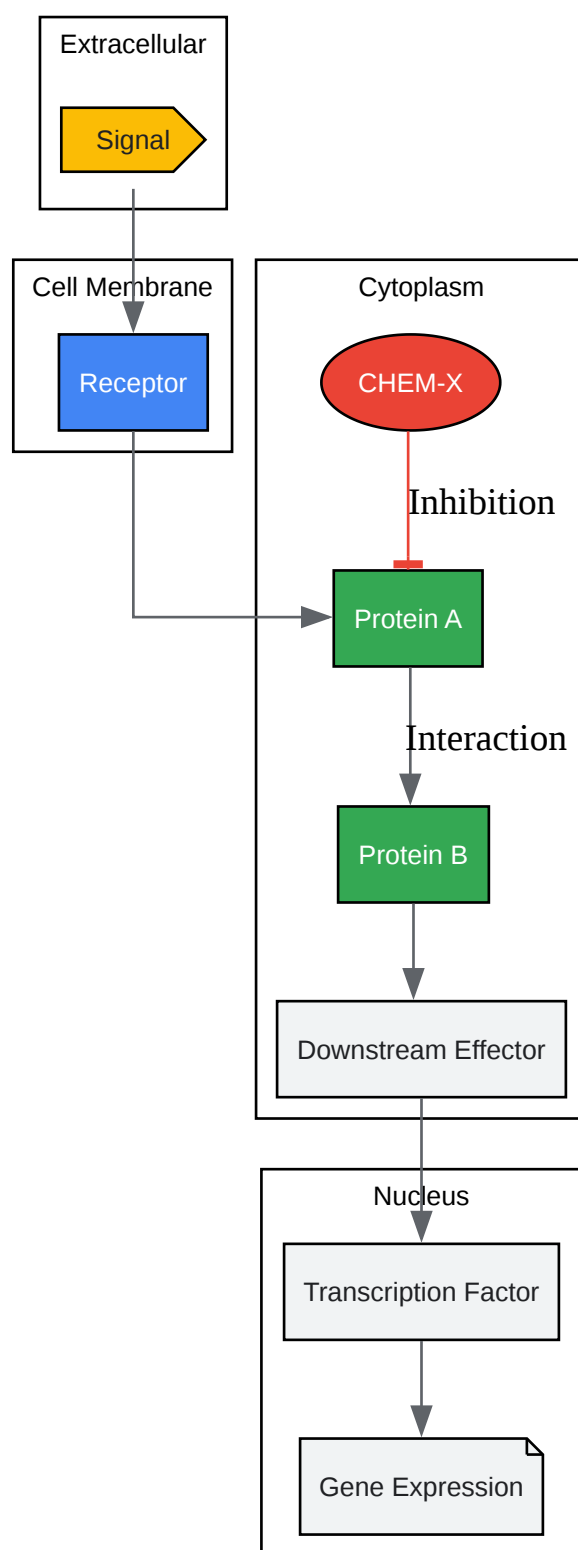 Extracellular
Signal
Cell Membrane
Receptor
Cytoplasm
CHEM-X
Inhibition
Protein A
Interaction
Protein B
Downstream Effector
Nucleus
Transcription Factor
Gene Expression